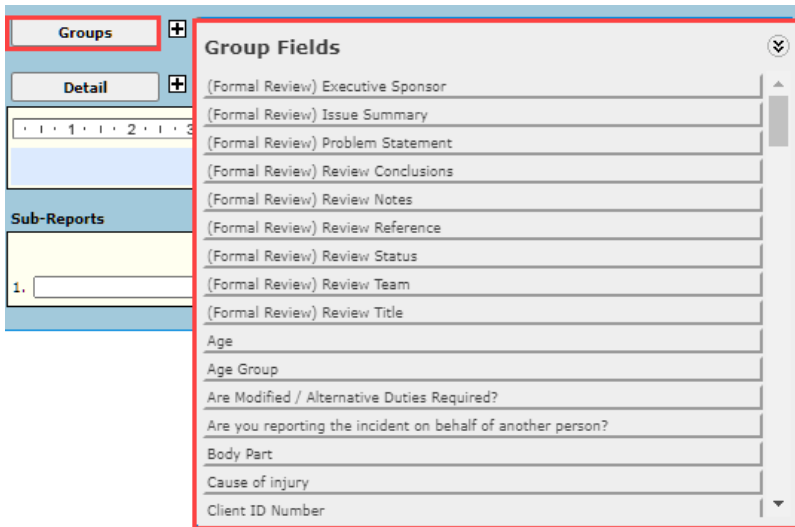 Groups
Group Fields
Detail
(Formal Review) Executive Sponsor
(Formal Review) Issue Summary
(Formal Review) Problem Statement
(Formal Review) Review Conclusions
(Formal Review) Review Notes
(Formal Review) Review Reference
(Formal Review) Review Status
(Formal Review) Review Team
(Formal Review) Review Title
Age
Age Group
Are Modified / Alternative Duties Required?
Are you reporting the incident on behalf of another person?
Body Part
Cause of injury
Client ID Number
1 2 3
Sub-Reports
1.